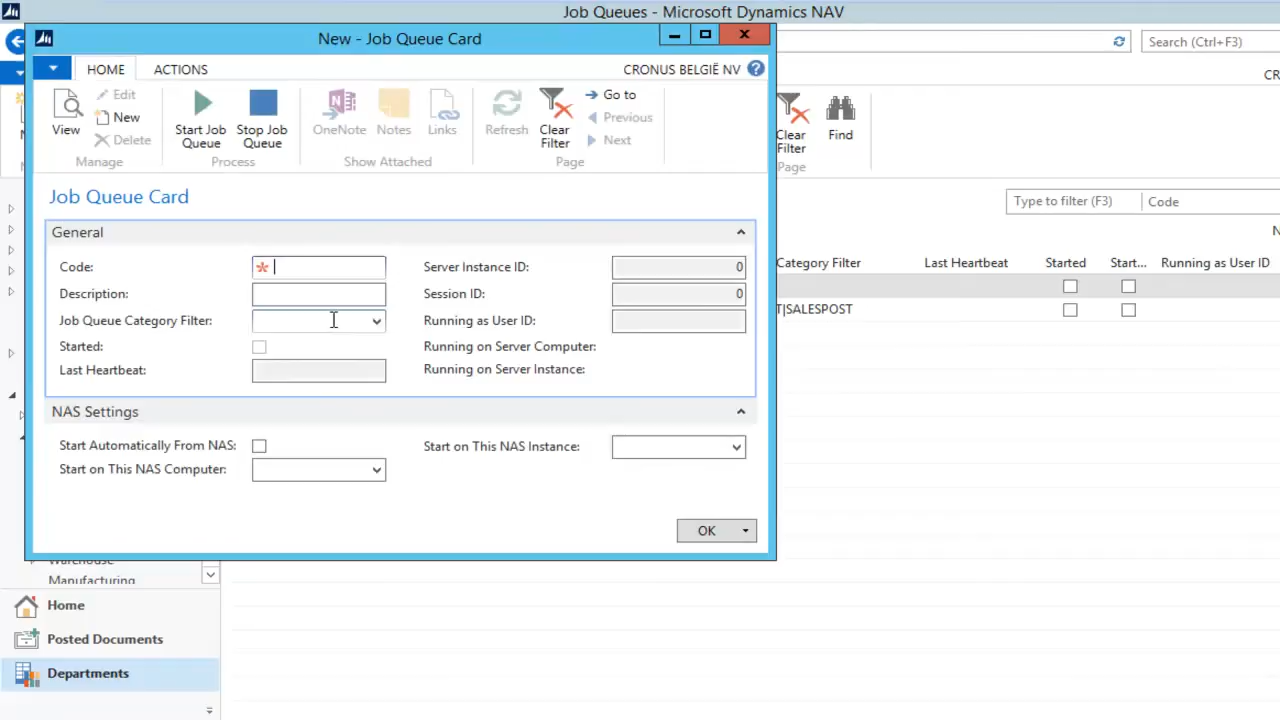 Job Queues - Microsoft Dynamics NAV
New - Job Queue Card
Search (Ctrl+F3)
HOME ACTIONS CRONUS BELGIË NV
Edit
New
Delete
View
Manage
Start Job Queue
Stop Job Queue
Process
OneNote Notes Links
Show Attached
Refresh
Clear Filter
Go to
Previous
Next
Page
Clear Filter
Find
Page
Job Queue Card
Type to filter (F3) Code
General
Code: * Server Instance ID: 0
Description: Session ID: 0
Job Queue Category Filter: Running as User ID:
Started: Running on Server Computer:
Last Heartbeat: Running on Server Instance:
NAS Settings
Start Automatically From NAS: Start on This NAS Instance:
Start on This NAS Computer:
OK
Category Filter Last Heartbeat Started Start... Running as User ID
T|SALESPOST
Warehouse
Manufacturing
Home
Posted Documents
Departments